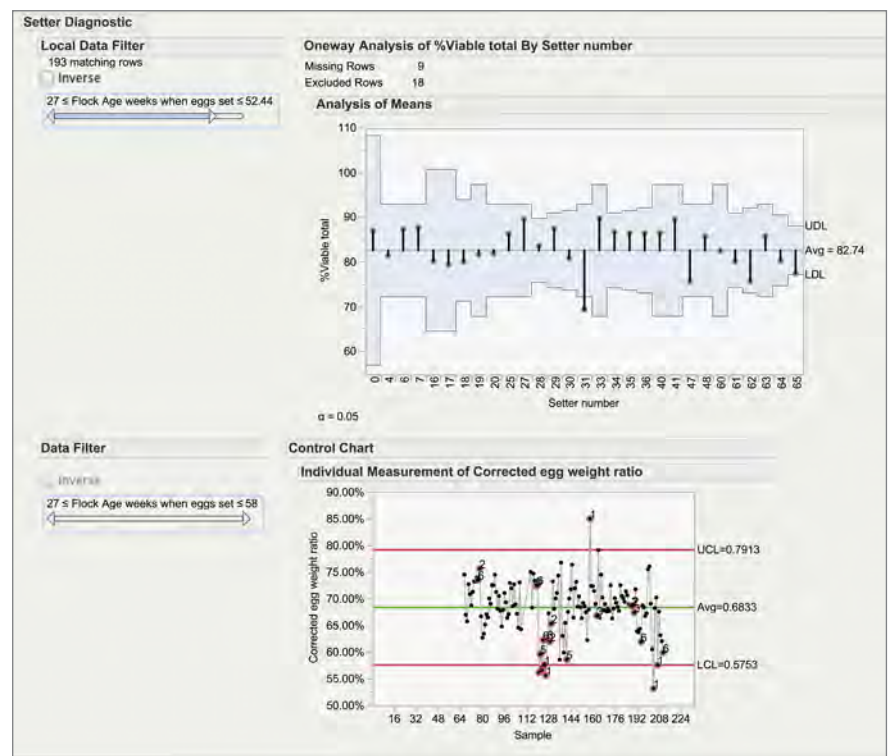 Setter Diagnostic
Local Data Filter
193 matching rows
Inverse
27 ≤ Flock Age weeks when eggs set ≤ 52.44
Oneway Analysis of %Viable total By Setter number
Missing Rows 9
Excluded Rows 18
Analysis of Means
110
100
90
80
70
60
%Viable total
UDL
Avg = 82.74
LDL
0 4 6 7 16 17 18 19 20 25 27 28 29 30 31 33 34 35 36 40 41 47 48 60 61 62 63 64 65
Setter number
α = 0.05
Data Filter
Inverse
27 ≤ Flock Age weeks when eggs set ≤ 58
Control Chart
Individual Measurement of Corrected egg weight ratio
90.00%
85.00%
80.00%
75.00%
70.00%
65.00%
60.00%
55.00%
50.00%
Corrected egg weight ratio
UCL=0.7913
Avg=0.6833
LCL=0.5753
16 32 48 64 80 96 112 128 144 160 176 192 208 224
Sample